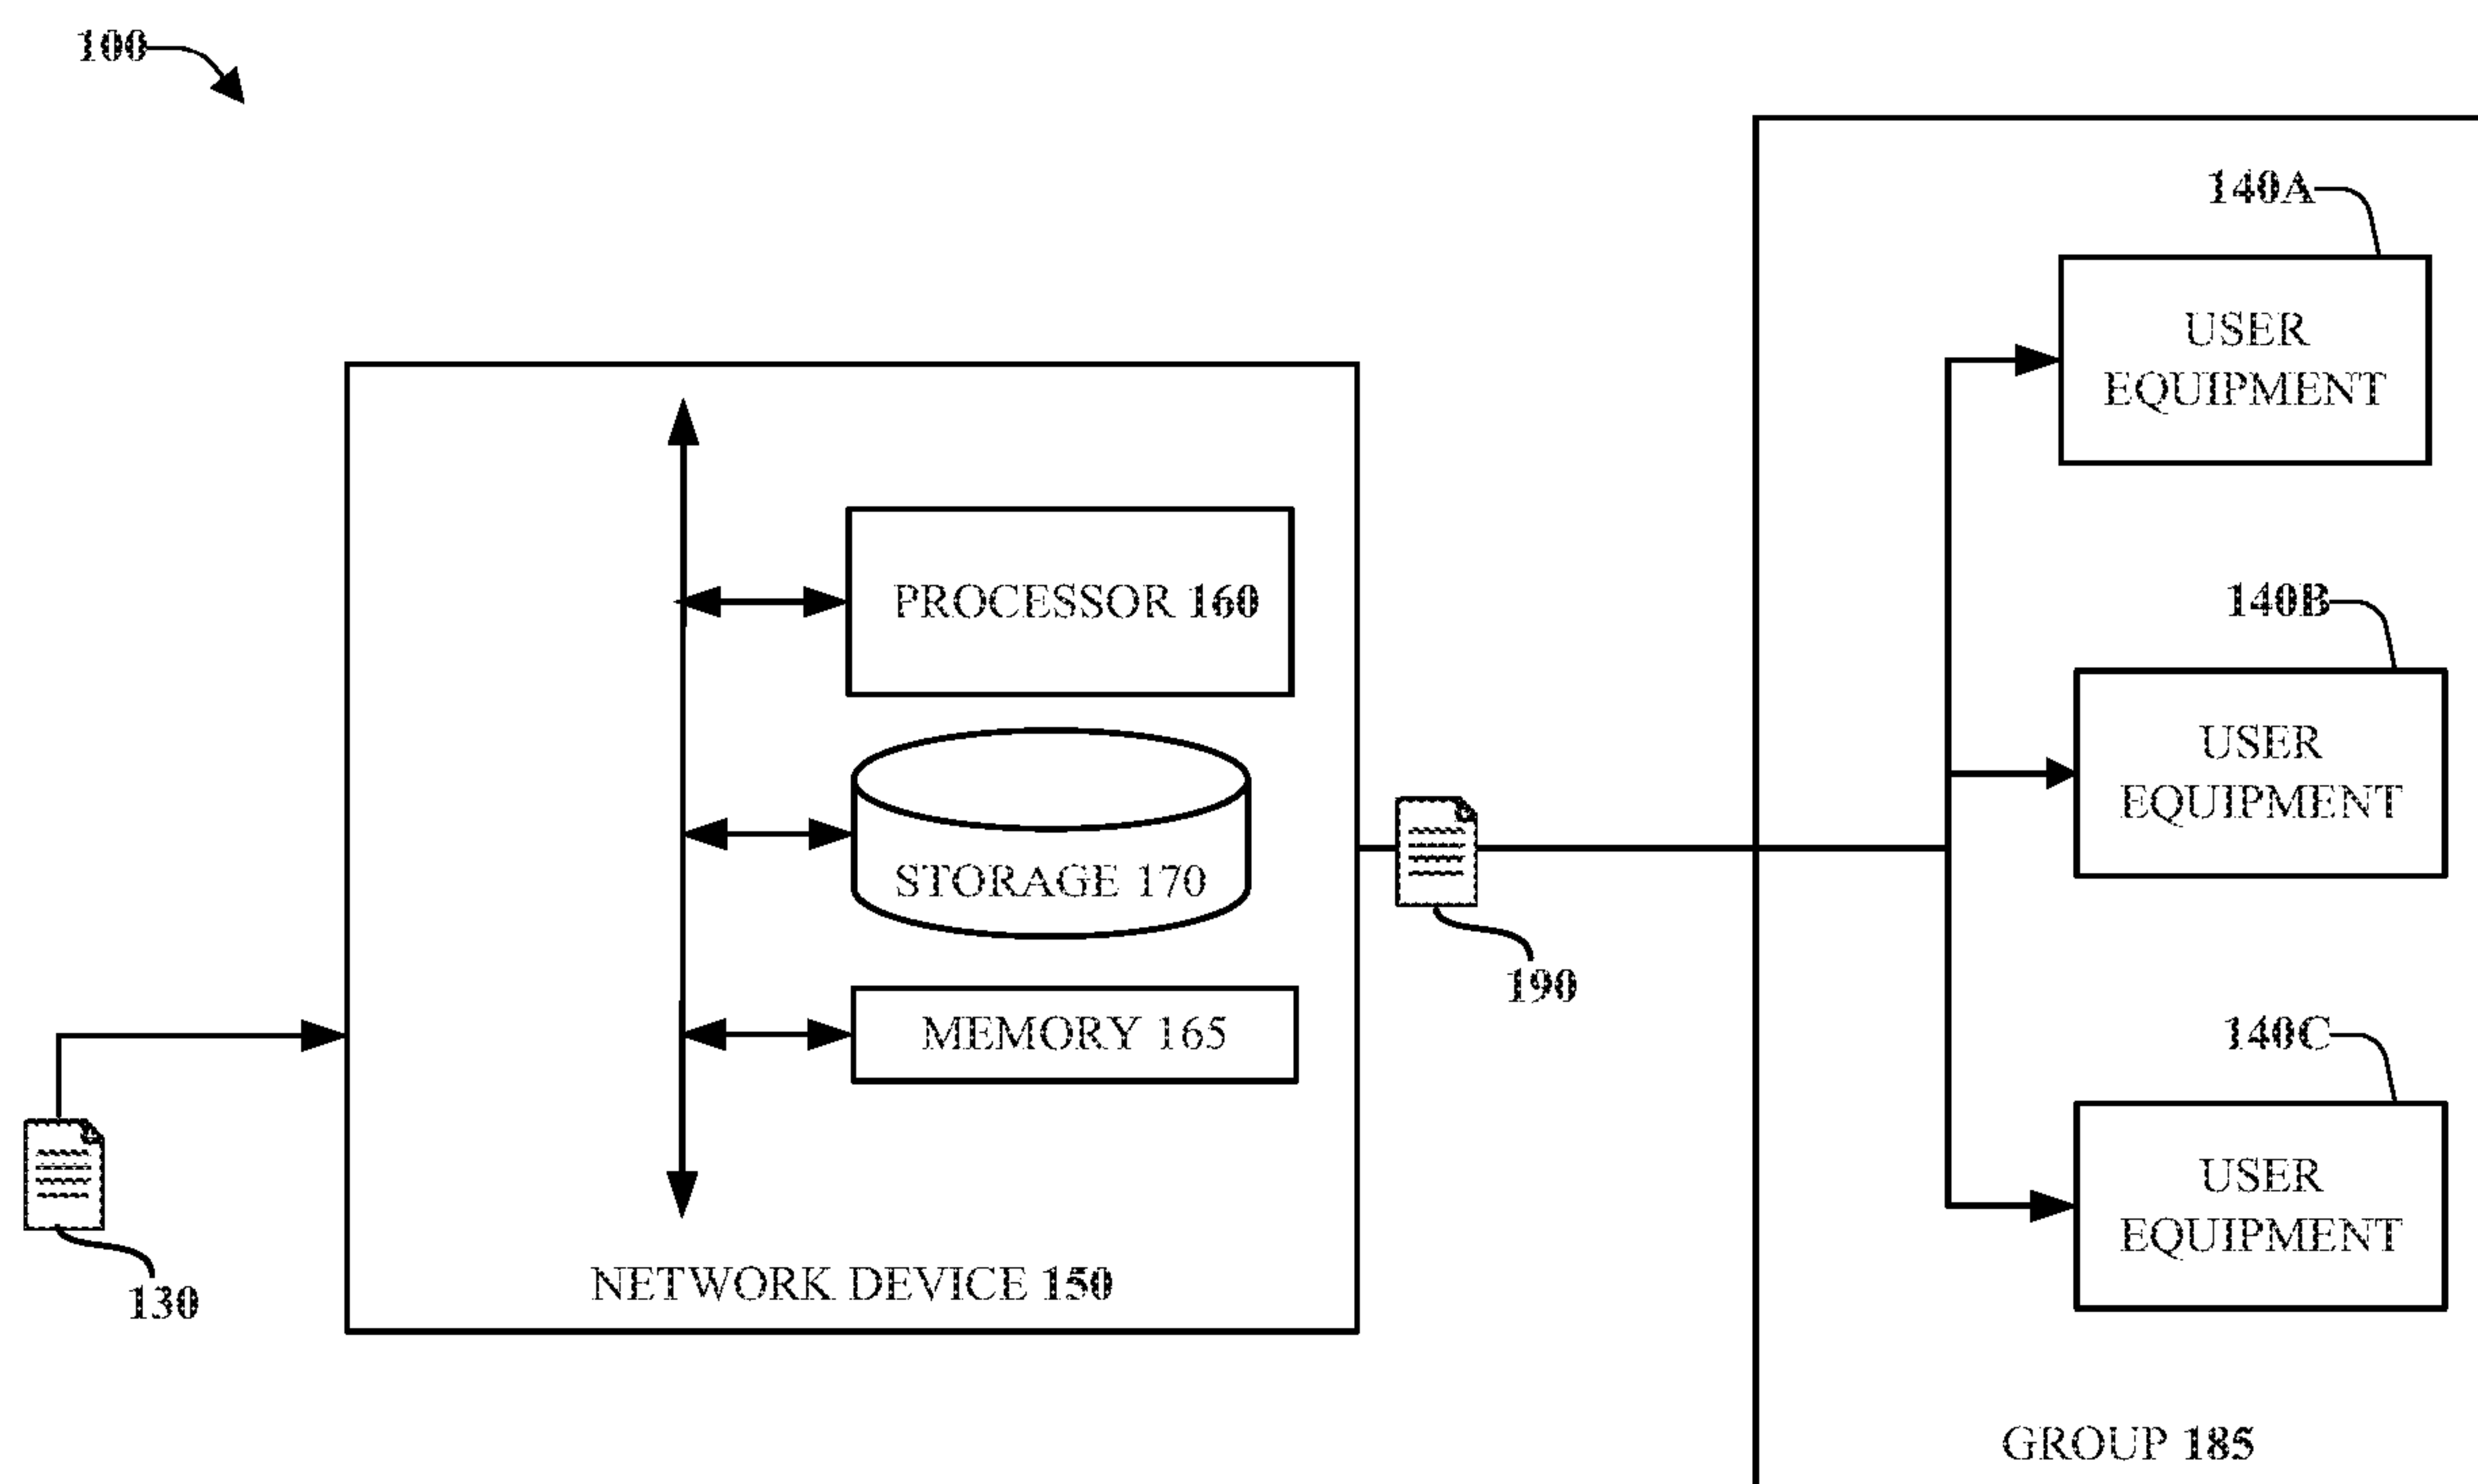 100
140A
USER
EQUIPMENT
PROCESSOR 160
140B
USER
EQUIPMENT
STORAGE 170
190
MEMORY 165
140C
USER
EQUIPMENT
130
NETWORK DEVICE 150
GROUP 185